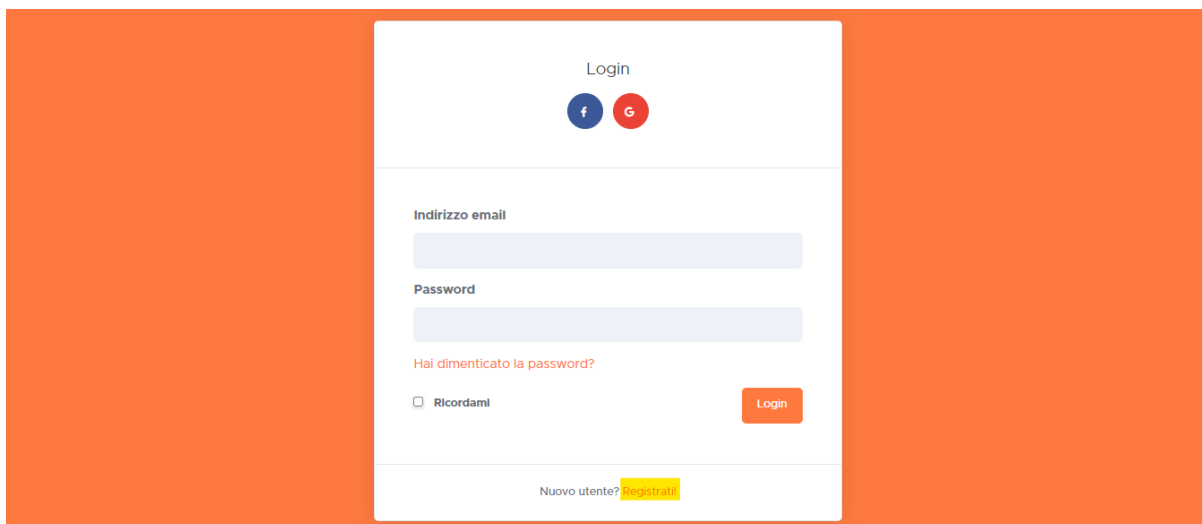 Login
f G
Indirizzo email
Password
Hai dimenticato la password?
Ricordami
Login
Nuovo utente? Registrati!